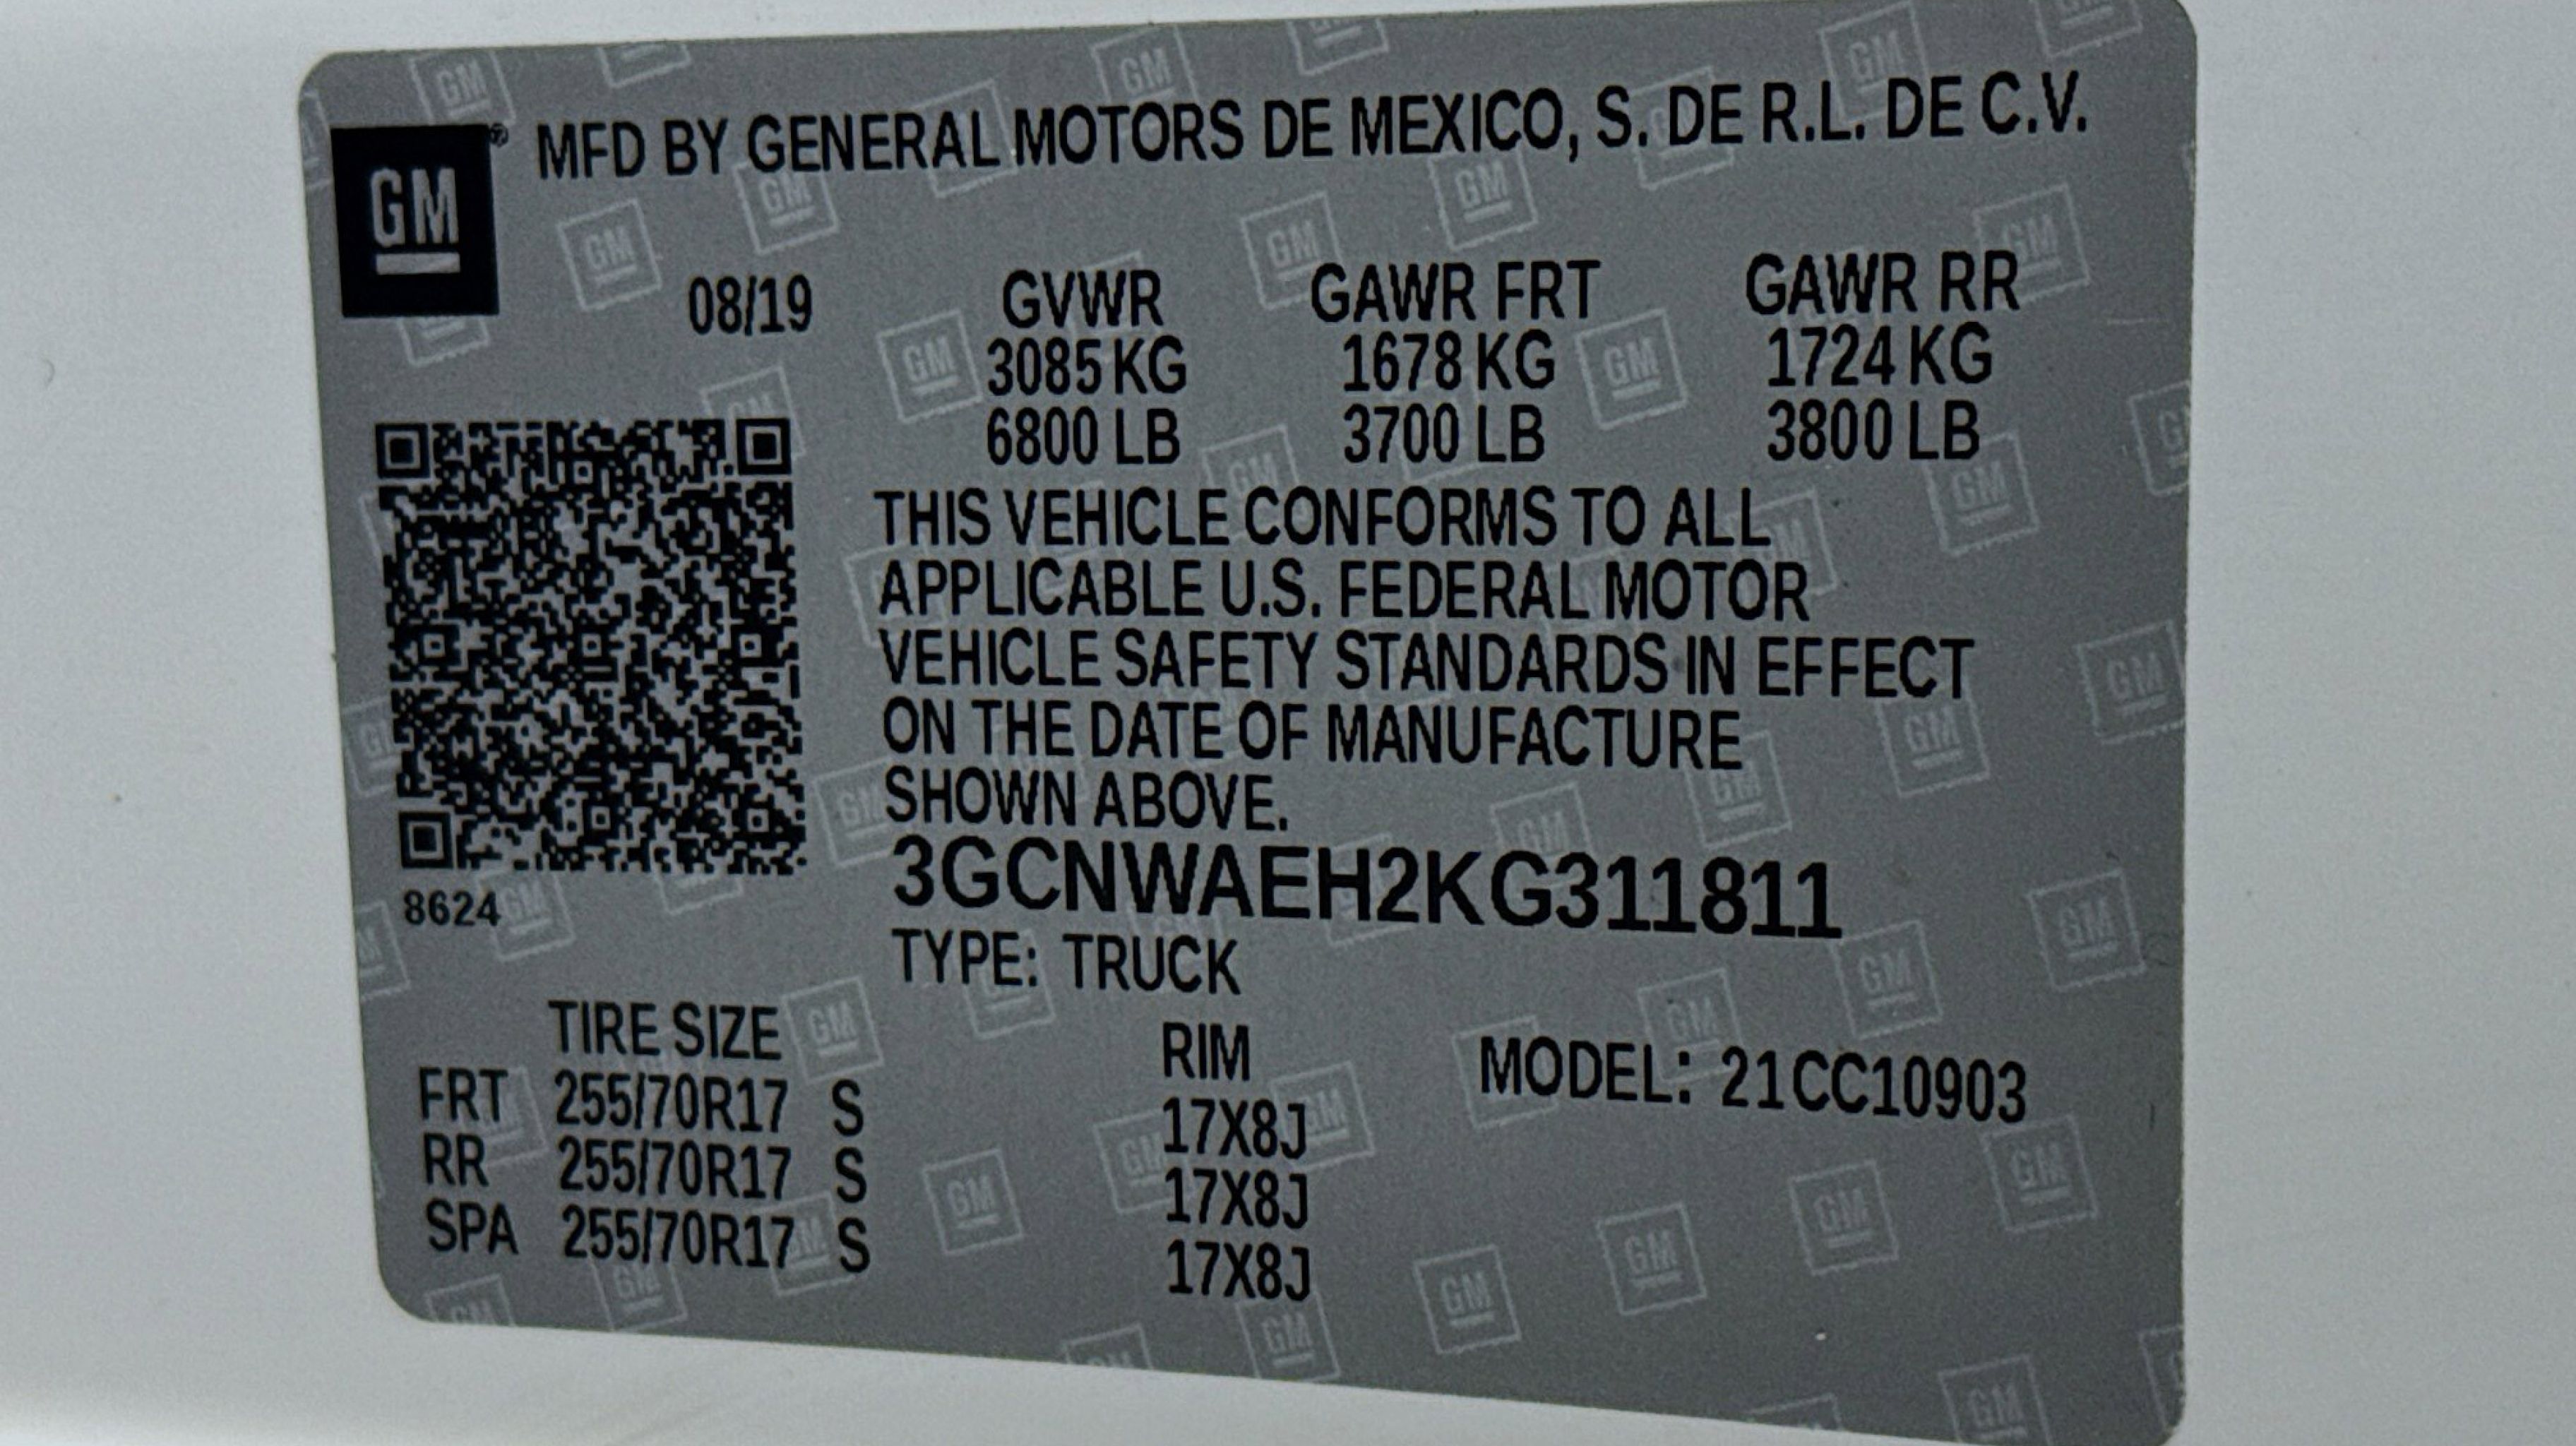 GM
MFD BY GENERAL MOTORS DE MEXICO, S. DE R.L. DE C.V.
08/19 GVWR GAWR FRT GAWR RR
3085 KG 1678 KG 1724 KG
6800 LB 3700 LB 3800 LB
THIS VEHICLE CONFORMS TO ALL
APPLICABLE U.S. FEDERAL MOTOR
VEHICLE SAFETY STANDARDS IN EFFECT
ON THE DATE OF MANUFACTURE
SHOWN ABOVE.
3GCNWAEH2KG311811
8624
TYPE: TRUCK
TIRE SIZE RIM MODEL: 21CC10903
FRT 255/70R17 S 17X8J
RR 255/70R17 S 17X8J
SPA 255/70R17 S 17X8J